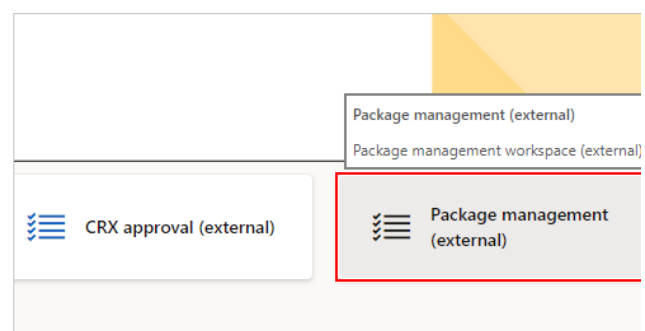 Package management (external)
Package management workspace (external)
CRX approval (external)
Package management
(external)